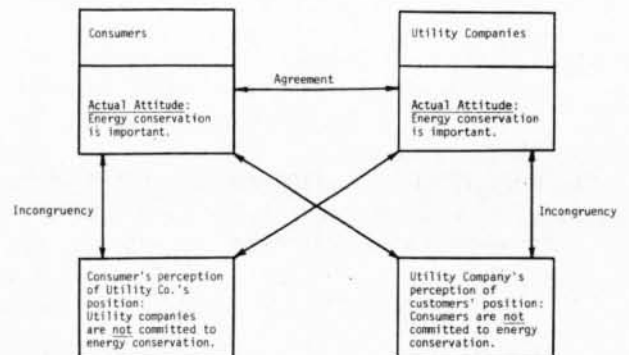 Consumers
Utility Companies
Agreement
Actual Attitude:
Energy conservation
is important.
Actual Attitude:
Energy conservation
is important.
Incongruency
Incongruency
Consumer's perception
of Utility Co.'s
position:
Utility companies
are not committed to
energy conservation.
Utility Company's
perception of
customers' position:
Consumers are not
committed to energy
conservation.